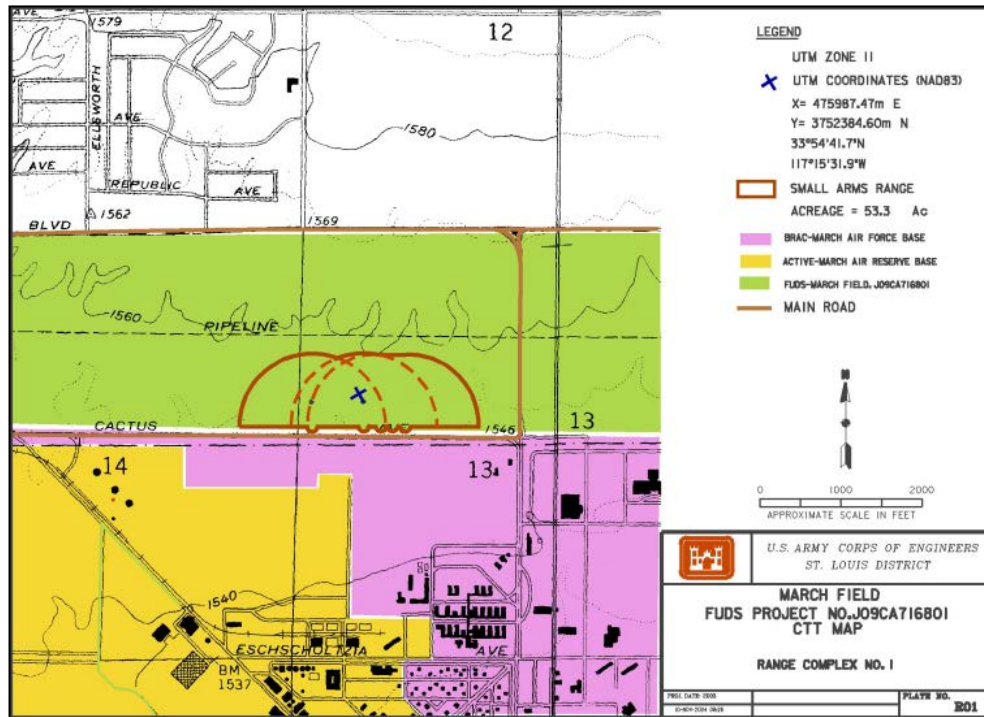 AVE
1579
12
ELLSWORTH
AVE
1580
AVE
REPUBLIC AVE
1562
1569
BLVD
1560
PIPELINE
CACTUS
1546
13
14
13
1540
ESCHSCHOLTZIA AVE
BM
1537
LEGEND
UTM ZONE 11
UTM COORDINATES (NAD83)
X= 475987.47m E
Y= 3752384.60m N
33°54'41.7"N
117°15'31.9"W
SMALL ARMS RANGE
ACREAGE = 53.3 Ac
BRAC-MARCH AIR FORCE BASE
ACTIVE-MARCH AIR RESERVE BASE
FUDS-MARCH FIELD, J09CA716801
MAIN ROAD
N
0 1000 2000
APPROXIMATE SCALE IN FEET
U.S. ARMY CORPS OF ENGINEERS
ST. LOUIS DISTRICT
MARCH FIELD
FUDS PROJECT NO. J09CA716801
CTT MAP
RANGE COMPLEX NO. 1
PLATE NO.
R01